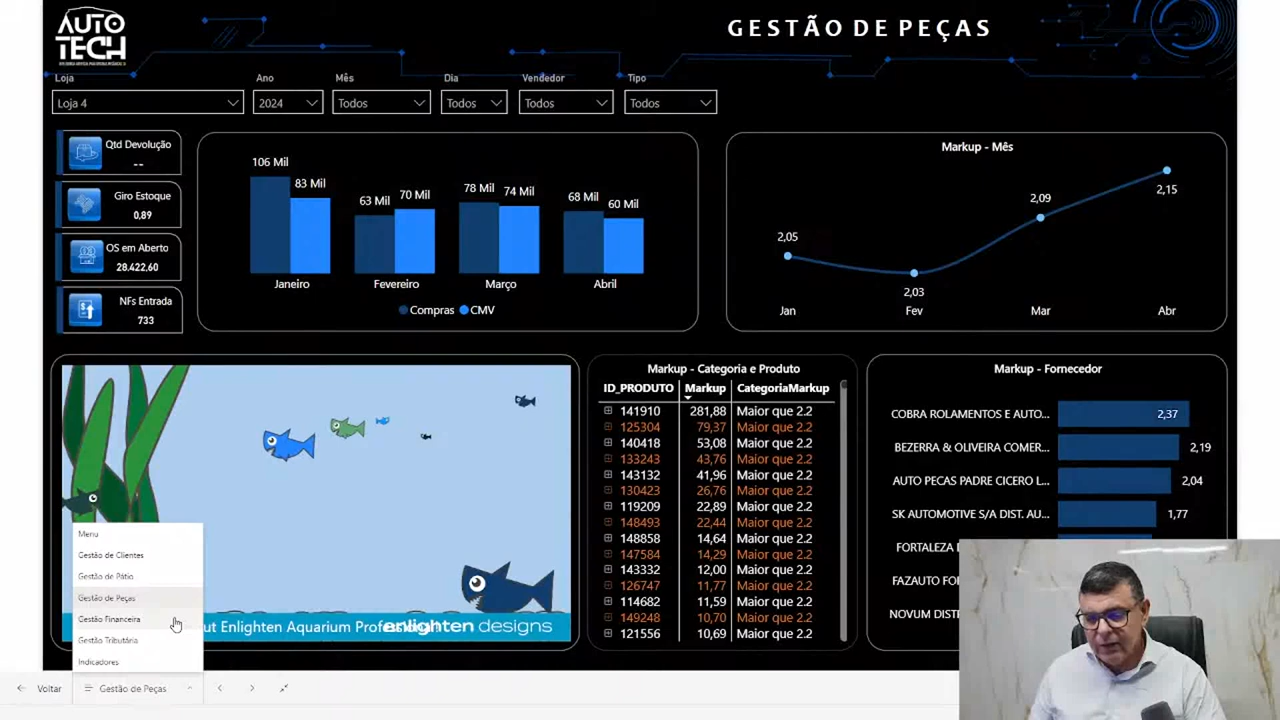 AUTO
TECH
GESTÃO DE PEÇAS
Loja
Ano
Mês
Dia
Vendedor
Tipo
Loja 4
2024
Todos
Todos
Todos
Todos
Qtd Devolução
--
Giro Estoque
0,89
OS em Aberto
28.422,60
NFs Entrada
733
106 Mil
83 Mil
63 Mil
70 Mil
78 Mil
74 Mil
68 Mil
60 Mil
Janeiro
Fevereiro
Março
Abril
Compras
CMV
Markup - Mês
2,05
2,03
2,09
2,15
Jan
Fev
Mar
Abr
Markup - Categoria e Produto
ID_PRODUTO Markup CategoriaMarkup
141910 281,88 Maior que 2.2
125304 79,37 Maior que 2.2
140418 53,08 Maior que 2.2
133243 43,76 Maior que 2.2
143132 41,96 Maior que 2.2
130423 26,76 Maior que 2.2
119209 22,89 Maior que 2.2
148493 22,44 Maior que 2.2
148858 14,64 Maior que 2.2
147584 14,29 Maior que 2.2
143332 12,00 Maior que 2.2
126747 11,77 Maior que 2.2
114682 11,59 Maior que 2.2
149248 10,70 Maior que 2.2
121556 10,69 Maior que 2.2
Markup - Fornecedor
COBRA ROLAMENTOS E AUTO... 2,37
BEZERRA & OLIVEIRA COMER... 2,19
AUTO PECAS PADRE CICERO L... 2,04
SK AUTOMOTIVE S/A DIST. AU... 1,77
FORTALEZA
FAZAUTO FO
NOVUM DIST
Menu
Gestão de Clientes
Gestão de Pátio
Gestão de Peças
Gestão Financeira
Gestão Tributária
Indicadores
ut Enlighten Aquarium Profess
enlighten designs
Voltar
Gestão de Peças